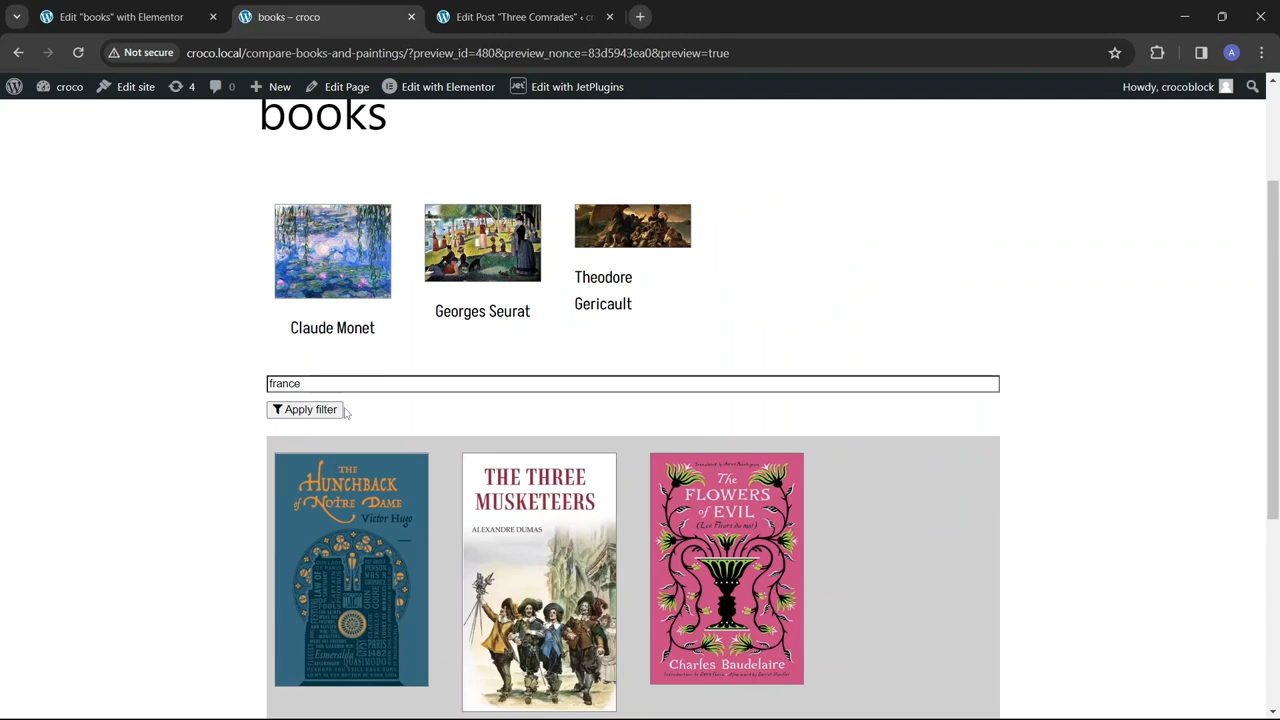 Edit "books" with Elementor
books – croco
Edit Post "Three Comrades" ‹ cr
Not secure
croco.local/compare-books-and-paintings/?preview_id=480&preview_nonce=83d5943ea0&preview=true
A
croco
Edit site
4
0
New
Edit Page
Edit with Elementor
Jet
Edit with JetPlugins
Howdy, crocoblock
books
Claude Monet
Georges Seurat
Theodore
Gericault
france
Apply filter
THE
HUNCHBACK
of NOTRE DAME
Victor Hugo
THE THREE
MUSKETEERS
ALEXANDRE DUMAS
The
FLOWERS
of EVIL
(Les Fleurs du mal)
Charles Baudelaire